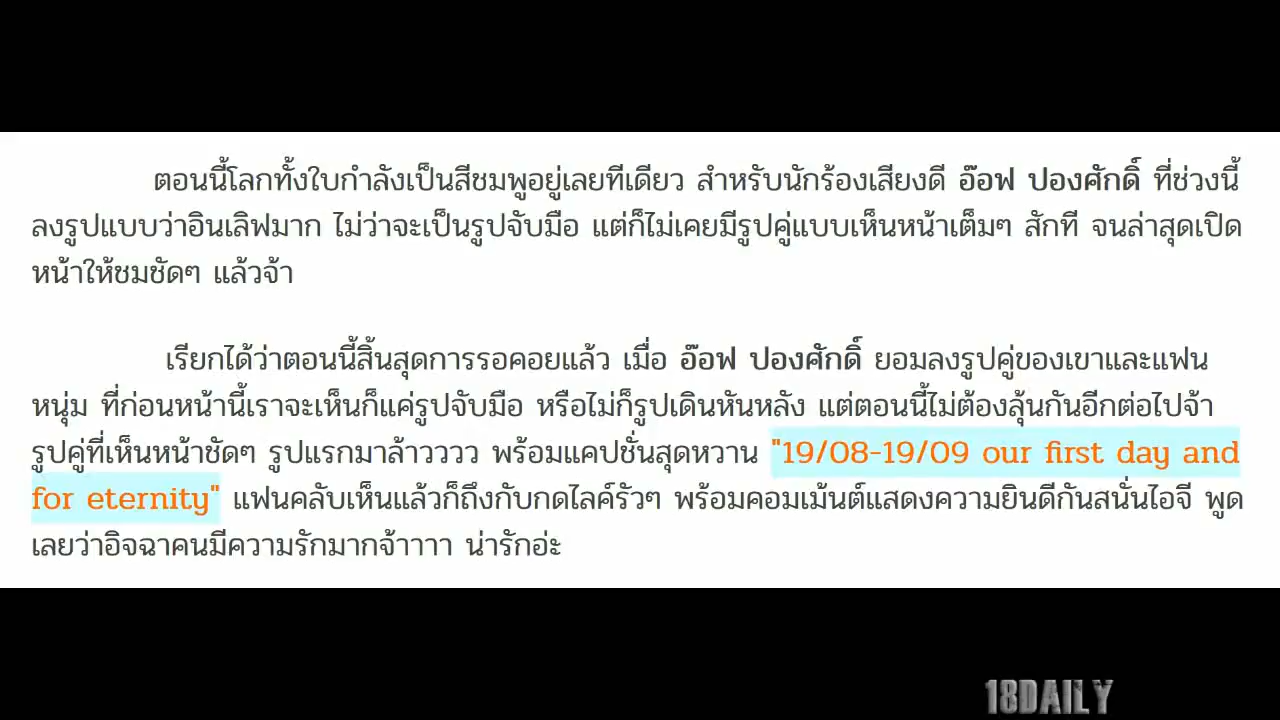 ตอนนี้โลกทั้งใบกำลังเป็นสีชมพูอยู่เลยทีเดียว สำหรับนักร้องเสียงดี อ๊อฟ ปองศักดิ์ ที่ช่วงนี้
ลงรูปแบบว่าอินเลิฟมาก ไม่ว่าจะเป็นรูปจับมือ แต่ก็ไม่เคยมีรูปคู่แบบเห็นหน้าเต็มๆ สักที จนล่าสุดเปิด
หน้าให้ชมชัดๆ แล้วจ้า
เรียกได้ว่าตอนนี้สิ้นสุดการรอคอยแล้ว เมื่อ อ๊อฟ ปองศักดิ์ ยอมลงรูปคู่ของเขาและแฟน
หนุ่ม ที่ก่อนหน้านี้เราจะเห็นก็แค่รูปจับมือ หรือไม่ก็รูปเดินหันหลัง แต่ตอนนี้ไม่ต้องลุ้นกันอีกต่อไปจ้า
รูปคู่ที่เห็นหน้าชัดๆ รูปแรกมาล้าวววว พร้อมแคปชั่นสุดหวาน "19/08-19/09 our first day and
for eternity" แฟนคลับเห็นแล้วก็ถึงกับกดไลค์รัวๆ พร้อมคอมเม้นต์แสดงความยินดีกันสนั่นไอจี พูด
เลยว่าอิจฉาคนมีความรักมากจ้าาาา น่ารักอ่ะ
18DAILY